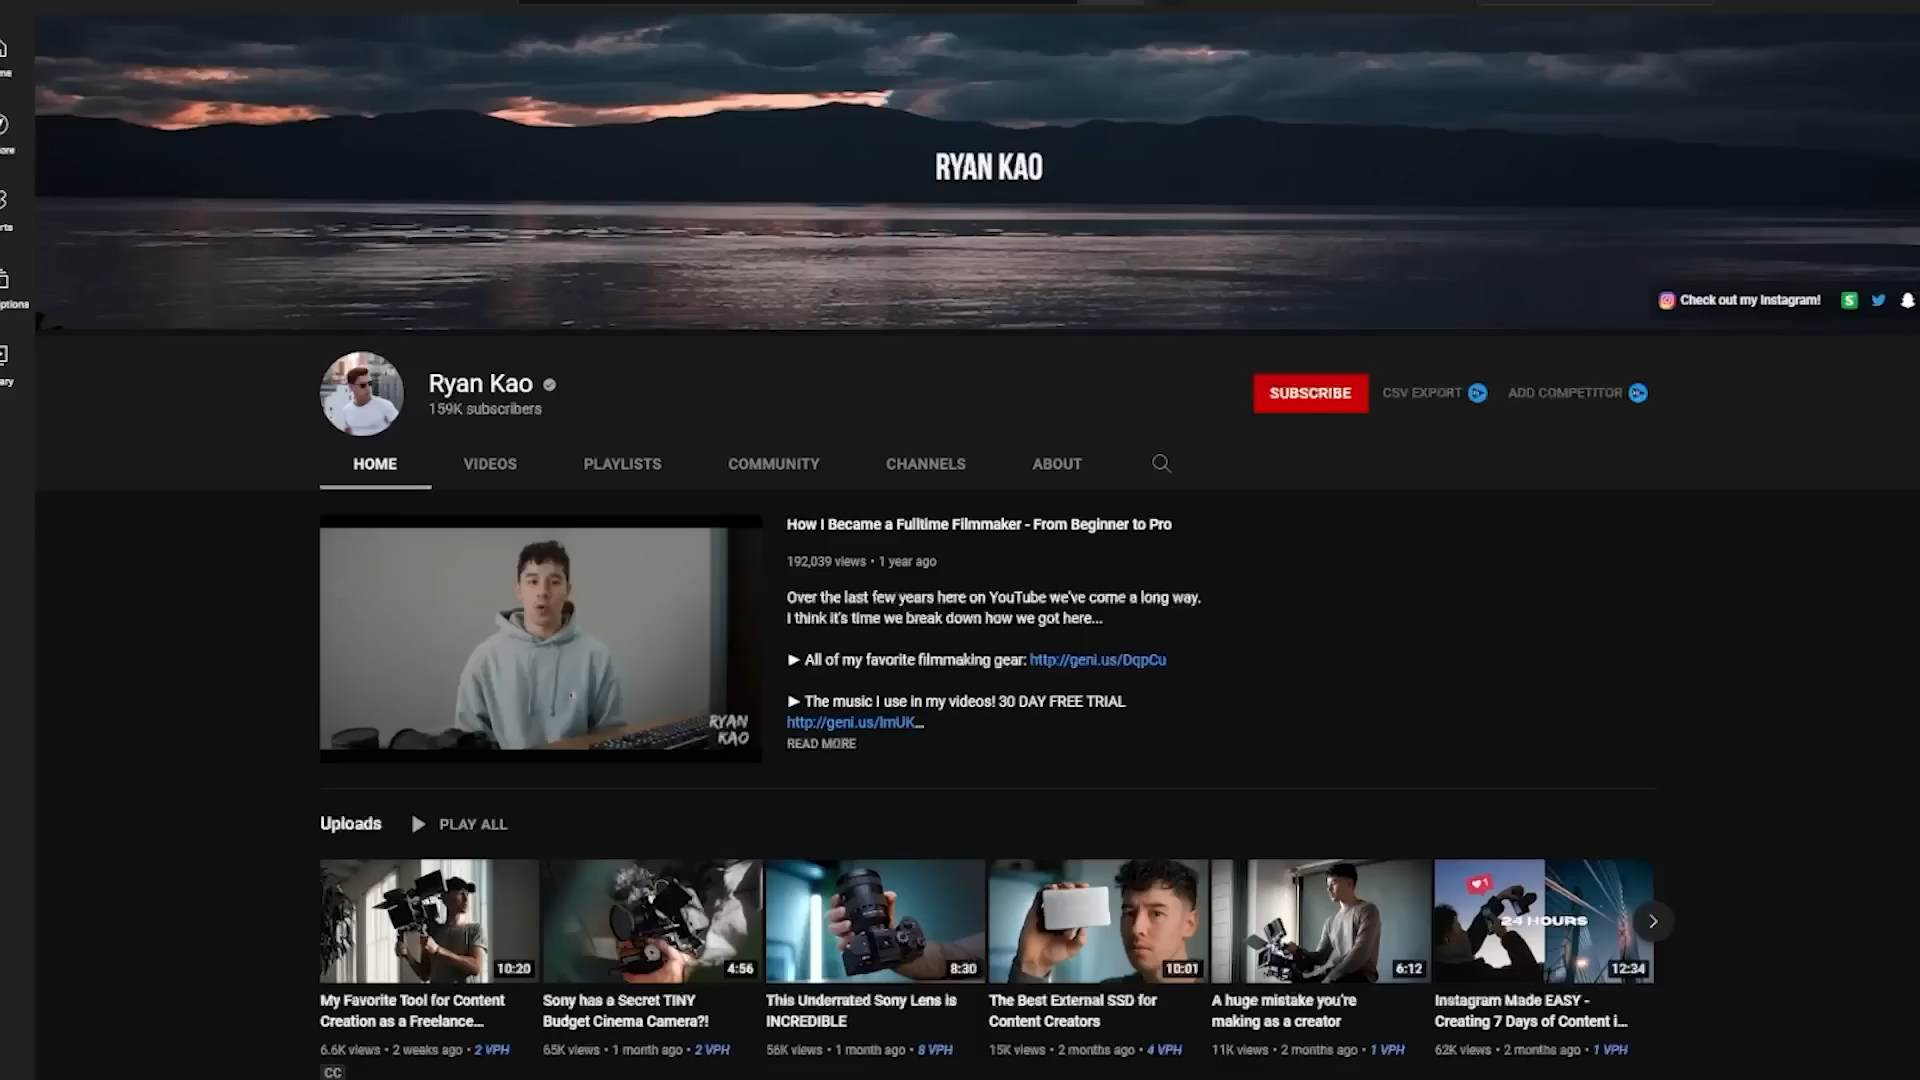 RYAN KAO
Check out my Instagram!
Ryan Kao
159K subscribers
SUBSCRIBE
CSV EXPORT
ADD COMPETITOR
HOME
VIDEOS
PLAYLISTS
COMMUNITY
CHANNELS
ABOUT
How I Became a Fulltime Filmmaker - From Beginner to Pro
192,039 views • 1 year ago
Over the last few years here on YouTube we've come a long way.
I think it's time we break down how we got here...
► All of my favorite filmmaking gear: http://geni.us/DqpCu
► The music I use in my videos! 30 DAY FREE TRIAL
http://geni.us/ImUK...
READ MORE
RYAN
KAO
Uploads
PLAY ALL
10:20
4:56
8:30
10:01
6:12
24 HOURS
12:34
My Favorite Tool for Content
Creation as a Freelance...
6.6K views • 2 weeks ago • 2 VPH
CC
Sony has a Secret TINY
Budget Cinema Camera?!
65K views • 1 month ago • 2 VPH
This Underrated Sony Lens is
INCREDIBLE
56K views • 1 month ago • 8 VPH
The Best External SSD for
Content Creators
15K views • 2 months ago • 4 VPH
A huge mistake you're
making as a creator
11K views • 2 months ago • 1 VPH
Instagram Made EASY -
Creating 7 Days of Content i...
62K views • 2 months ago • 1 VPH